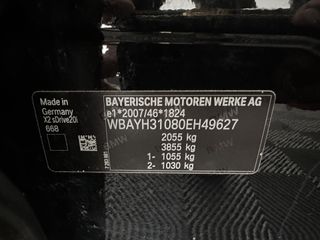 Made in
Germany
X2 sDrive20i
668
BAYERISCHE MOTOREN WERKE AG
e1*2007/46*1824
WBAYH31080EH49627
2055 kg
3855 kg
1- 1055 kg
2- 1030 kg